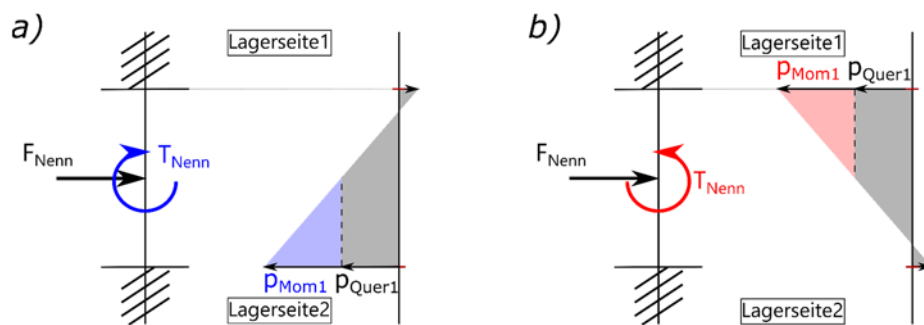 a)
Lagerseite1
F_Nenn
T_Nenn
p_Mom1 p_Quer1
Lagerseite2
b)
Lagerseite1
p_Mom1 p_Quer1
F_Nenn
T_Nenn
Lagerseite2